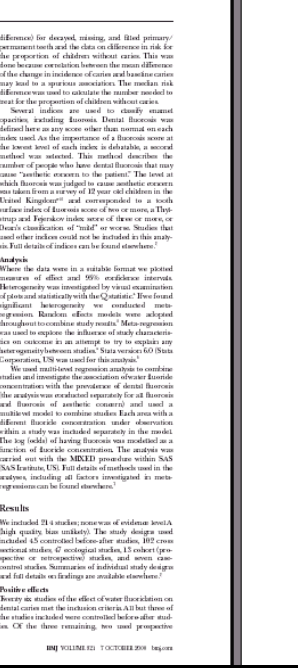 difference) for decayed, missing, and filled primary/
permanent teeth and the data on difference in risk for
the proportion of children without caries. This was
done because correlation between the mean difference
of the change in incidence of caries and baseline caries
may lead to a spurious association. The median risk
difference was used to calculate the number needed to
treat for the proportion of children without caries.
Several indices are used to classify enamel
opacities, including fluorosis. Dental fluorosis was
defined here as any score other than normal on each
index used. As the importance of a fluorosis score at
the lowest level of each index is debatable, a second
method was selected. This method describes the
number of people who have dental fluorosis that may
cause "aesthetic concern to the patient." The level at
which fluorosis was judged to cause aesthetic concern
was taken from a survey of 12 year old children in the
United Kingdom and corresponded to a tooth
surface index of fluorosis score of two or more, a Thyl-
strup and Fejerskov index score of three or more, or
Dean's classification of "mild" or worse. Studies that
used other indices could not be included in this analy-
sis. Full details of indices can be found elsewhere.
Analysis
Where the data were in a suitable format we plotted
measures of effect and 95% confidence intervals.
Heterogeneity was investigated by visual examination
of plots and statistically with the Q statistic. If we found
significant heterogeneity we conducted meta-
regression. Random effects models were adopted
throughout to combine study results. Meta-regression
was used to explore the influence of study characteris-
tics on outcome in an attempt to try to explain any
heterogeneity between studies. Stata version 6.0 (Stata
Corporation, US) was used for this analysis.
We used multi-level regression analysis to combine
studies and investigate the association of water fluoride
concentration with the prevalence of dental fluorosis
(the analysis was conducted separately for all fluorosis
and fluorosis of aesthetic concern) and used a
multilevel model to combine studies Each area with a
different fluoride concentration under observation
within a study was included separately in the model.
The log (odds) of having fluorosis was modelled as a
function of fluoride concentration. The analysis was
carried out with the MIXED procedure within SAS
(SAS Institute, US). Full details of methods used in the
analyses, including all factors investigated in meta-
regressions can be found elsewhere.
Results
We included 214 studies; none was of evidence level A
(high quality, bias unlikely). The study designs used
included 45 controlled before-after studies, 102 cross
sectional studies, 47 ecological studies, 13 cohort (pro-
spective or retrospective) studies, and seven case-
control studies. Summaries of individual study designs
and full details on findings are available elsewhere.
Positive effects
Twenty six studies of the effect of water fluoridation on
dental caries met the inclusion criteria. All but three of
the studies included were controlled before-after stud-
ies. Of the three remaining, two used prospective
BMJ VOLUME 321 7 OCTOBER 2000 bmj.com